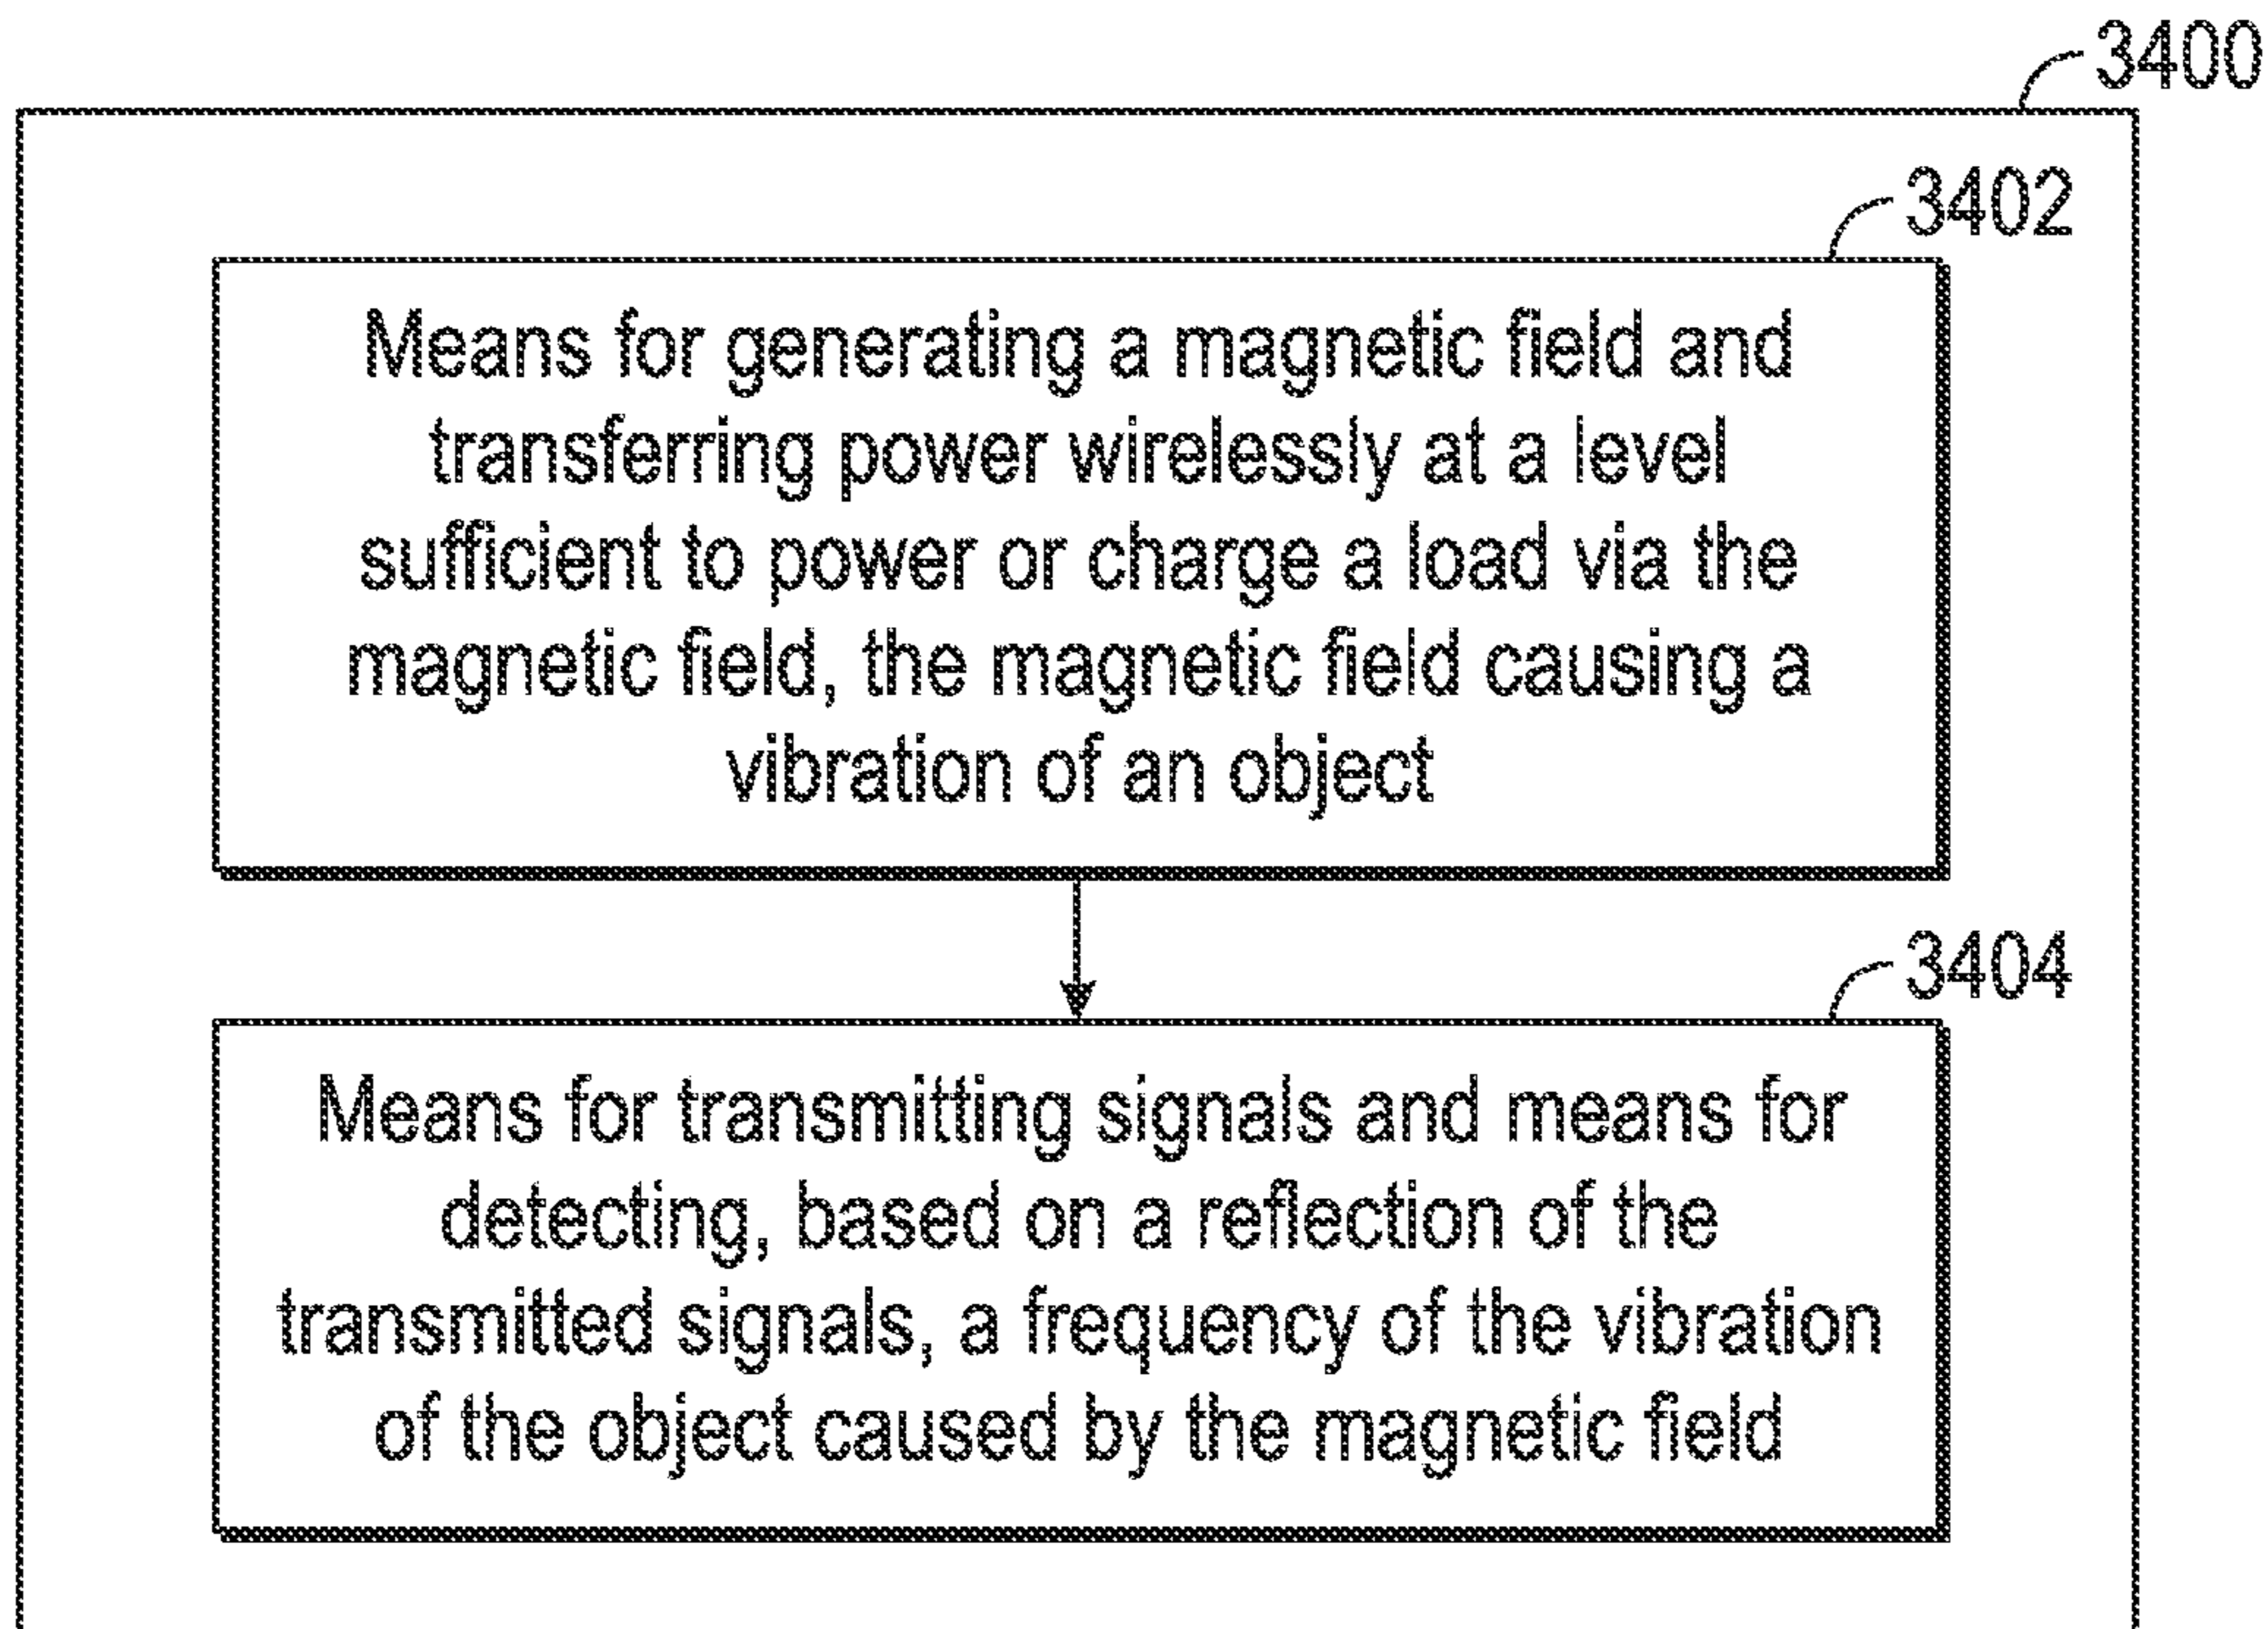 3400
3402
Means for generating a magnetic field and
transferring power wirelessly at a level
sufficient to power or charge a load via the
magnetic field, the magnetic field causing a
vibration of an object
3404
Means for transmitting signals and means for
detecting, based on a reflection of the
transmitted signals, a frequency of the vibration
of the object caused by the magnetic field